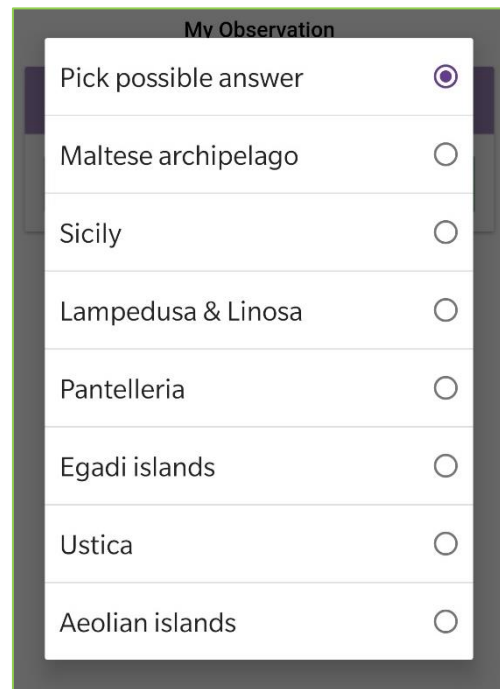 My Observation
Pick possible answer
Maltese archipelago
Sicily
Lampedusa & Linosa
Pantelleria
Egadi islands
Ustica
Aeolian islands